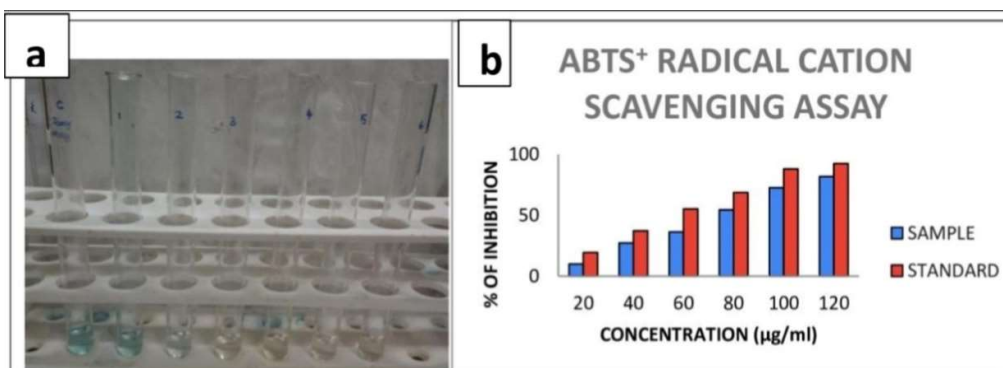 a
C
1
2
3
4
5
6
b
ABTS⁺ RADICAL CATION
SCAVENGING ASSAY
% OF INHIBITION
100
50
0
20 40 60 80 100 120
CONCENTRATION (µg/ml)
SAMPLE
STANDARD